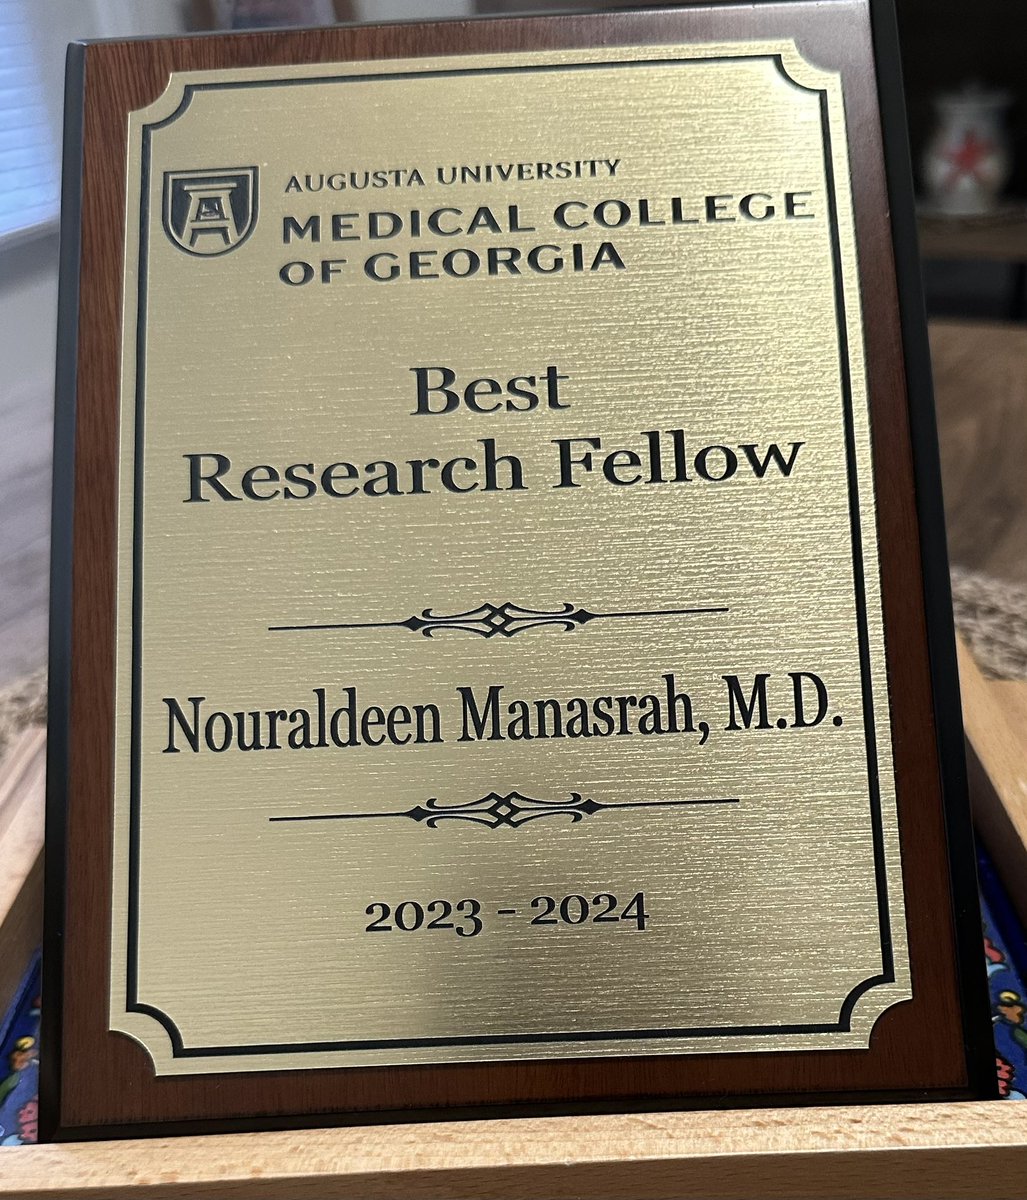 AUGUSTA UNIVERSITY
MEDICAL COLLEGE
OF GEORGIA
Best
Research Fellow
Nouraldeen Manasrah, M.D.
2023 - 2024